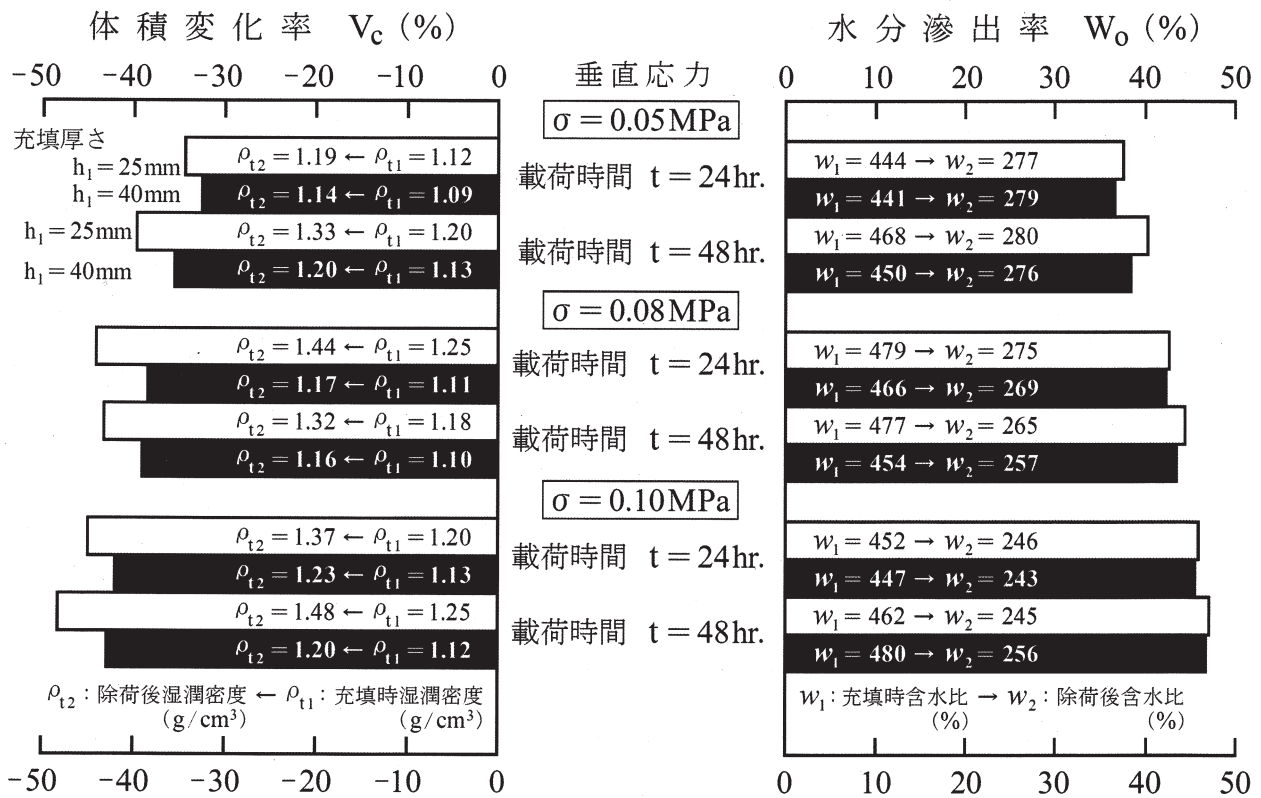 体積変化率 Vc (%)
水分滲出率 Wo (%)
−50 −40 −30 −20 −10 0
垂直応力
0 10 20 30 40 50
σ = 0.05MPa
充填厚さ
h1 = 25mm
ρt2 = 1.19 ← ρt1 = 1.12
載荷時間 t = 24hr.
w1 = 444 → w2 = 277
h1 = 40mm
ρt2 = 1.14 ← ρt1 = 1.09
w1 = 441 → w2 = 279
h1 = 25mm
ρt2 = 1.33 ← ρt1 = 1.20
載荷時間 t = 48hr.
w1 = 468 → w2 = 280
h1 = 40mm
ρt2 = 1.20 ← ρt1 = 1.13
w1 = 450 → w2 = 276
σ = 0.08MPa
ρt2 = 1.44 ← ρt1 = 1.25
載荷時間 t = 24hr.
w1 = 479 → w2 = 275
ρt2 = 1.17 ← ρt1 = 1.11
w1 = 466 → w2 = 269
ρt2 = 1.32 ← ρt1 = 1.18
載荷時間 t = 48hr.
w1 = 477 → w2 = 265
ρt2 = 1.16 ← ρt1 = 1.10
w1 = 454 → w2 = 257
σ = 0.10MPa
ρt2 = 1.37 ← ρt1 = 1.20
載荷時間 t = 24hr.
w1 = 452 → w2 = 246
ρt2 = 1.23 ← ρt1 = 1.13
w1 = 447 → w2 = 243
ρt2 = 1.48 ← ρt1 = 1.25
載荷時間 t = 48hr.
w1 = 462 → w2 = 245
ρt2 = 1.20 ← ρt1 = 1.12
w1 = 480 → w2 = 256
ρt2 : 除荷後湿潤密度 ← ρt1 : 充填時湿潤密度
(g/cm³) (g/cm³)
w1 : 充填時含水比 → w2 : 除荷後含水比
(%) (%)
−50 −40 −30 −20 −10 0
0 10 20 30 40 50